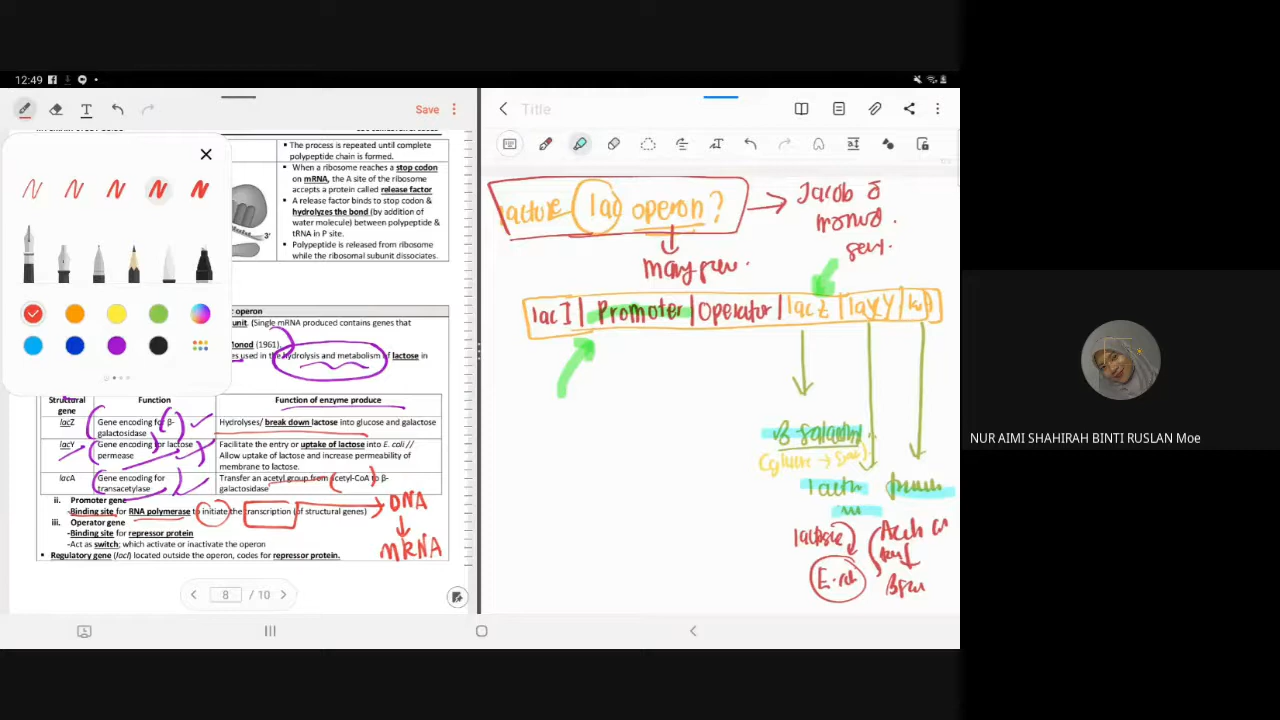 12:49
Save
Title
▪ The process is repeated until complete
polypeptide chain is formed.
▪ When a ribosome reaches a stop codon
on mRNA, the A site of the ribosome
accepts a protein called release factor
▪ A release factor binds to stop codon &
hydrolyzes the bond (by addition of
water molecule) between polypeptide &
tRNA in P site.
▪ Polypeptide is released from ribosome
while the ribosomal subunit dissociates.
3'
operon
unit. (Single mRNA produced contains genes that
Monod (1961).
es used in the hydrolysis and metabolism of lactose in
Structural
gene
Function
Function of enzyme produce
lacZ
Gene encoding for β-
galactosidase
Hydrolyses/ break down lactose into glucose and galactose
lacY
Gene encoding for lactose
permease
Facilitate the entry or uptake of lactose into E. coli //
Allow uptake of lactose and increase permeability of
membrane to lactose.
lacA
Gene encoding for
transacetylase
Transfer an acetyl group from acetyl-CoA to β-
galactosidase
ii. Promoter gene
-Binding site for RNA polymerase to initiate the transcription (of structural genes)
iii. Operator gene
-Binding site for repressor protein
-Act as switch; which activate or inactivate the operon
▪ Regulatory gene (lacI) located outside the operon, codes for repressor protein.
DNA
mRNA
8 / 10
lac operon?
Jacob
lac I | Promoter | Operator | lac Z |
lactose
NUR AIMI SHAHIRAH BINTI RUSLAN Moe